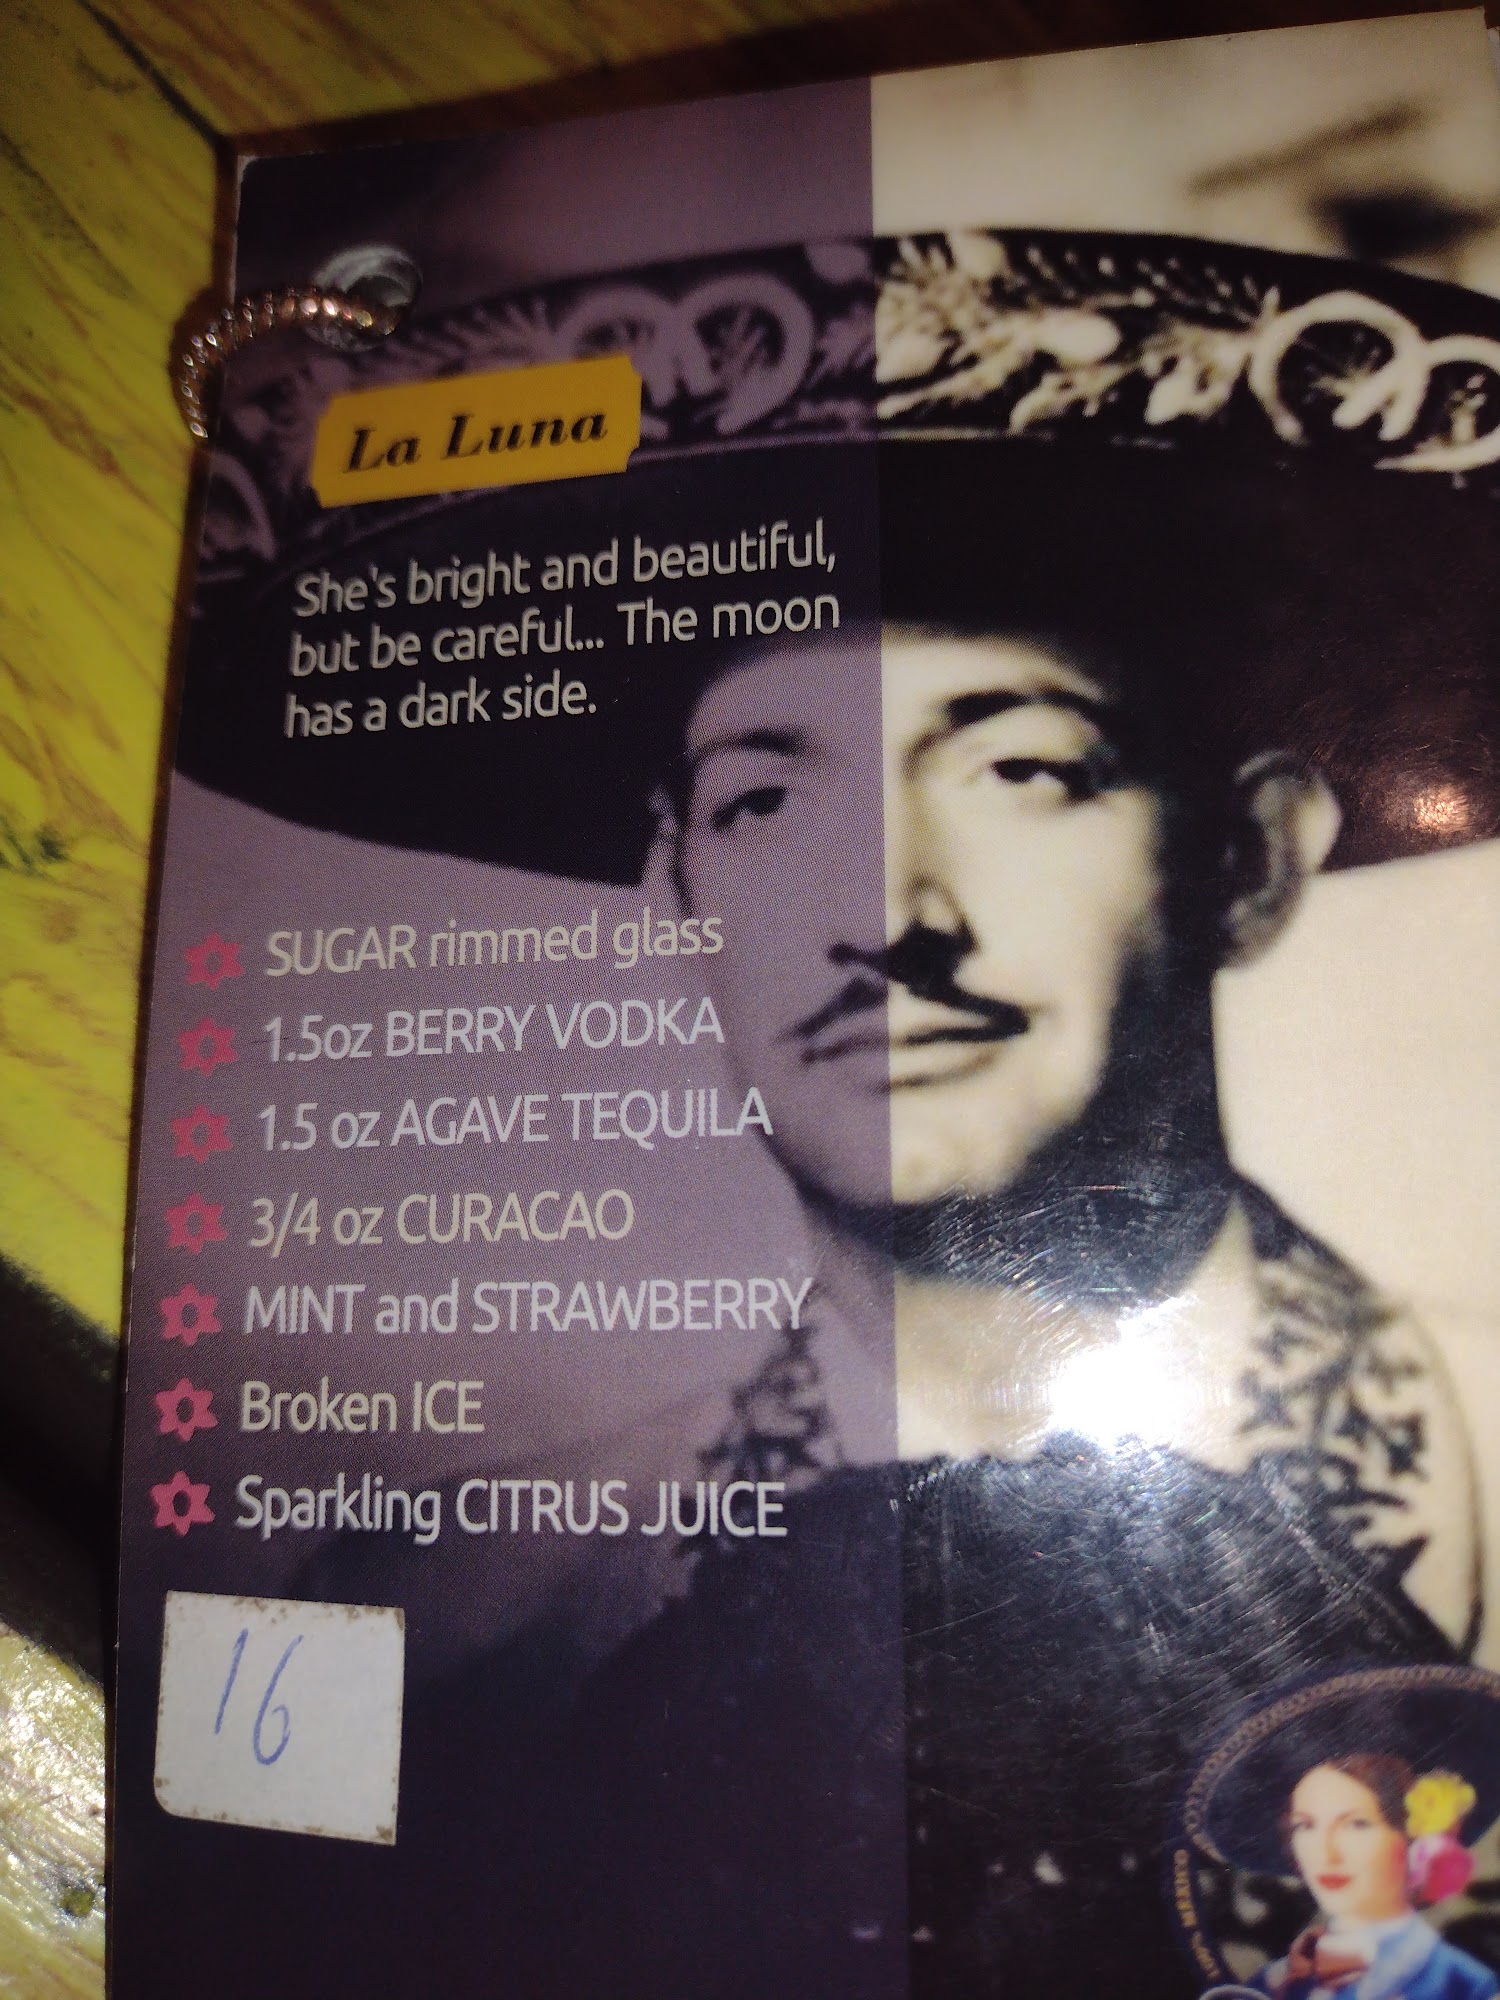 La Luna
She's bright and beautiful,
but be careful... The moon
has a dark side.
SUGAR rimmed glass
1.5oz BERRY VODKA
1.5 oz AGAVE TEQUILA
3/4 oz CURACAO
MINT and STRAWBERRY
Broken ICE
Sparkling CITRUS JUICE
16